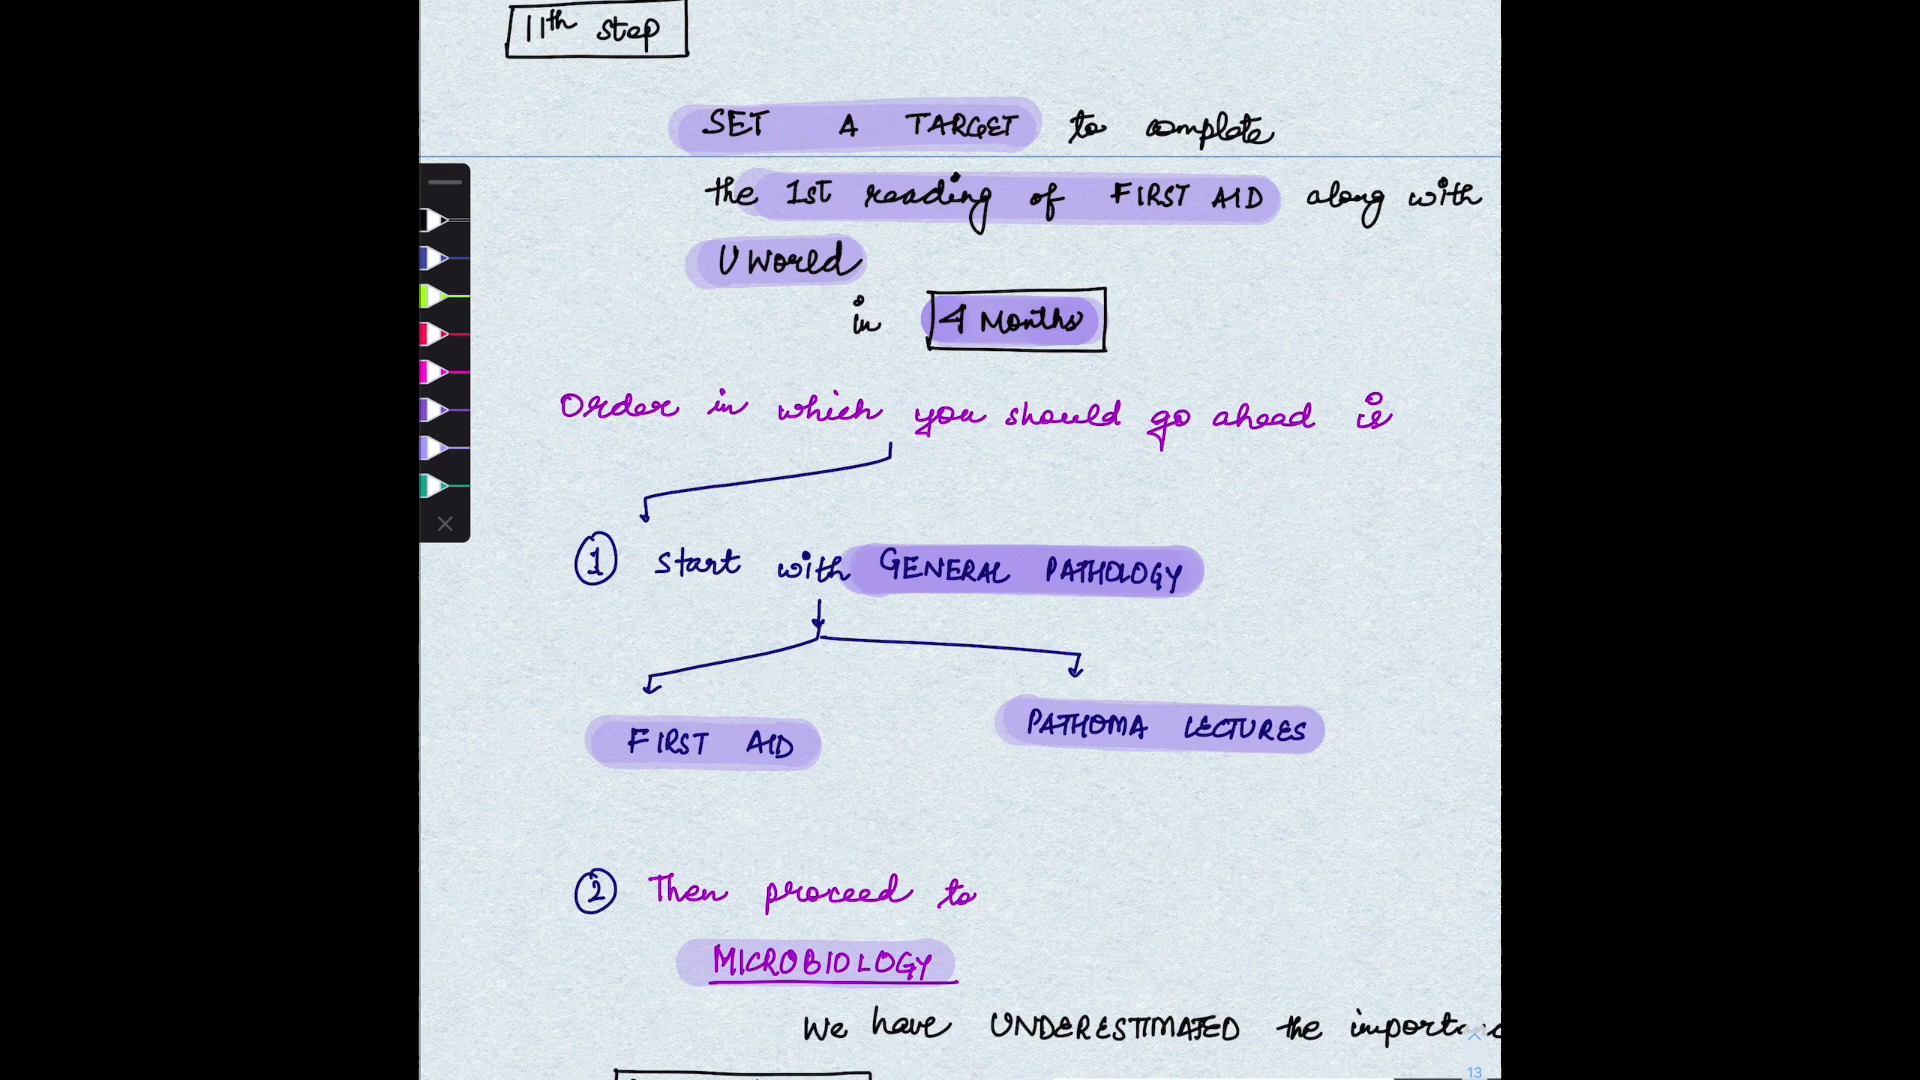 11th step
SET A TARGET to complete
the 1st reading of FIRST AID along with
UWorld
in 4 Months
Order in which you should go ahead is
1 start with GENERAL PATHOLOGY
FIRST AID PATHOMA LECTURES
2 Then proceed to
MICROBIOLOGY
We have UNDERESTIMATED the
13